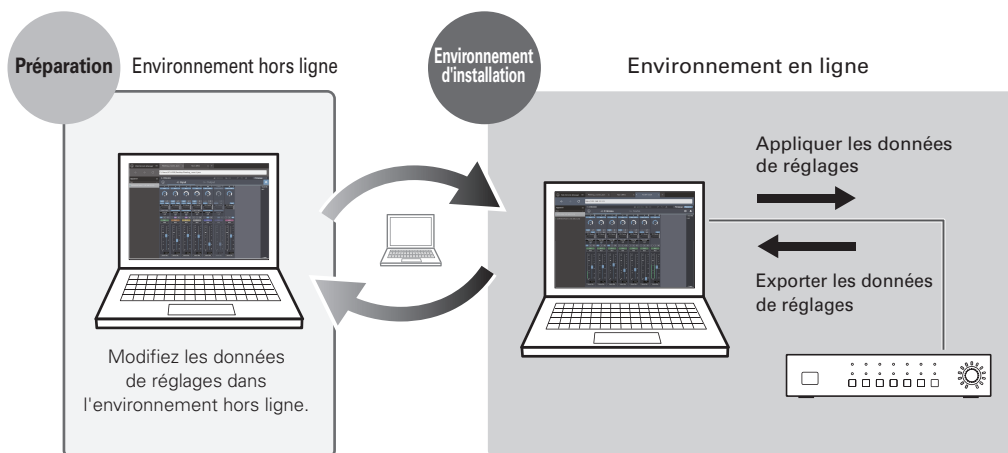 Préparation
Environnement hors ligne
Modifiez les données
de réglages dans
l'environnement hors ligne.
Environnement
d'installation
Environnement en ligne
Appliquer les données
de réglages
Exporter les données
de réglages